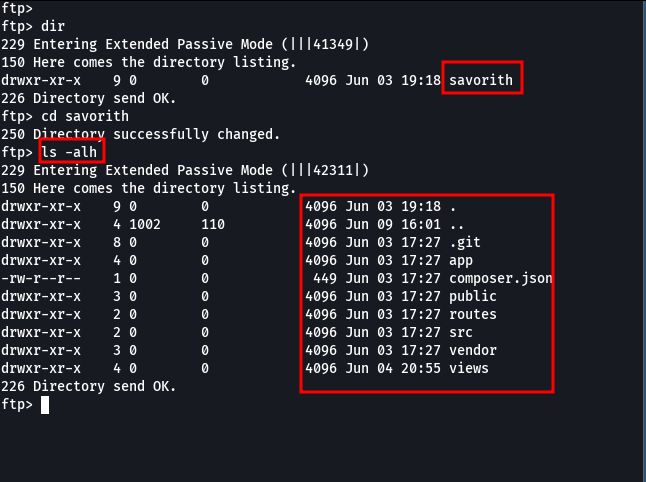 ftp>
ftp> dir
229 Entering Extended Passive Mode (|||41349|)
150 Here comes the directory listing.
drwxr-xr-x    9 0        0            4096 Jun 03 19:18 savorith
226 Directory send OK.
ftp> cd savorith
250 Directory successfully changed.
ftp> ls -alh
229 Entering Extended Passive Mode (|||42311|)
150 Here comes the directory listing.
drwxr-xr-x    9 0        0            4096 Jun 03 19:18 .
drwxr-xr-x    4 1002     110          4096 Jun 09 16:01 ..
drwxr-xr-x    8 0        0            4096 Jun 03 17:27 .git
drwxr-xr-x    4 0        0            4096 Jun 03 17:27 app
-rw-r--r--    1 0        0             449 Jun 03 17:27 composer.json
drwxr-xr-x    3 0        0            4096 Jun 03 17:27 public
drwxr-xr-x    2 0        0            4096 Jun 03 17:27 routes
drwxr-xr-x    2 0        0            4096 Jun 03 17:27 src
drwxr-xr-x    3 0        0            4096 Jun 03 17:27 vendor
drwxr-xr-x    4 0        0            4096 Jun 04 20:55 views
226 Directory send OK.
ftp>